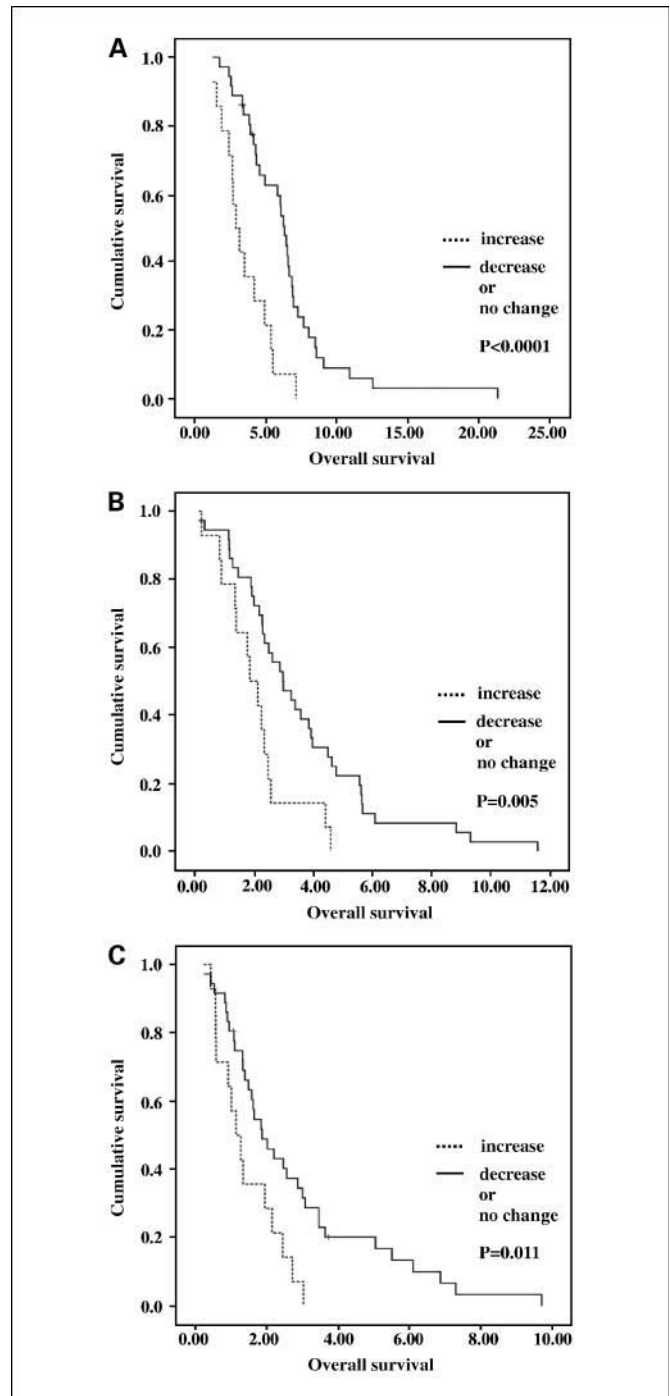 A
Cumulative survival
1.0
0.8
0.6
0.4
0.2
0.0
increase
decrease
or
no change
P<0.0001
0.00 5.00 10.00 15.00 20.00 25.00
Overall survival
B
Cumulative survival
1.0
0.8
0.6
0.4
0.2
0.0
increase
decrease
or
no change
P=0.005
0.00 2.00 4.00 6.00 8.00 10.00 12.00
Overall survival
C
Cumulative survival
1.0
0.8
0.6
0.4
0.2
0.0
increase
decrease
or
no change
P=0.011
0.00 2.00 4.00 6.00 8.00 10.00
Overall survival